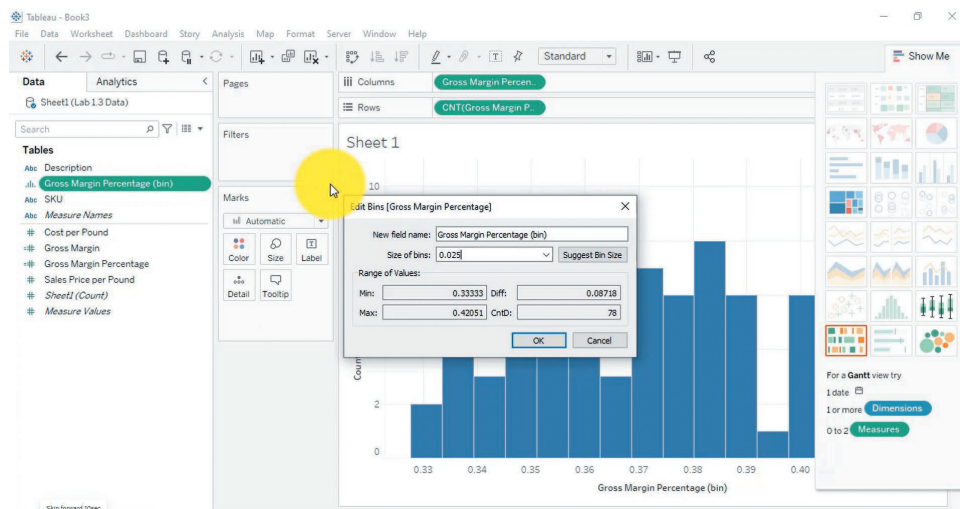 Tableau - Book3
File Data Worksheet Dashboard Story Analysis Map Format Server Window Help
Standard
Show Me
Data Analytics
Sheet1 (Lab 1.3 Data)
Search
Tables
Abc Description
Gross Margin Percentage (bin)
Abc SKU
Abc Measure Names
# Cost per Pound
=# Gross Margin
=# Gross Margin Percentage
# Sales Price per Pound
# Sheet1 (Count)
# Measure Values
Pages
Filters
Marks
Automatic
Color Size Label
Detail Tooltip
Columns Gross Margin Percen..
Rows CNT(Gross Margin P..
Sheet 1
10
Edit Bins [Gross Margin Percentage]
New field name: Gross Margin Percentage (bin)
Size of bins: 0.025 Suggest Bin Size
Range of Values:
Min: 0.33333 Diff: 0.08718
Max: 0.42051 CntD: 78
OK Cancel
Coun
2
0
0.33 0.34 0.35 0.36 0.37 0.38 0.39 0.40
Gross Margin Percentage (bin)
For a Gantt view try
1 date
1 or more Dimensions
0 to 2 Measures
Skip forward 10sec